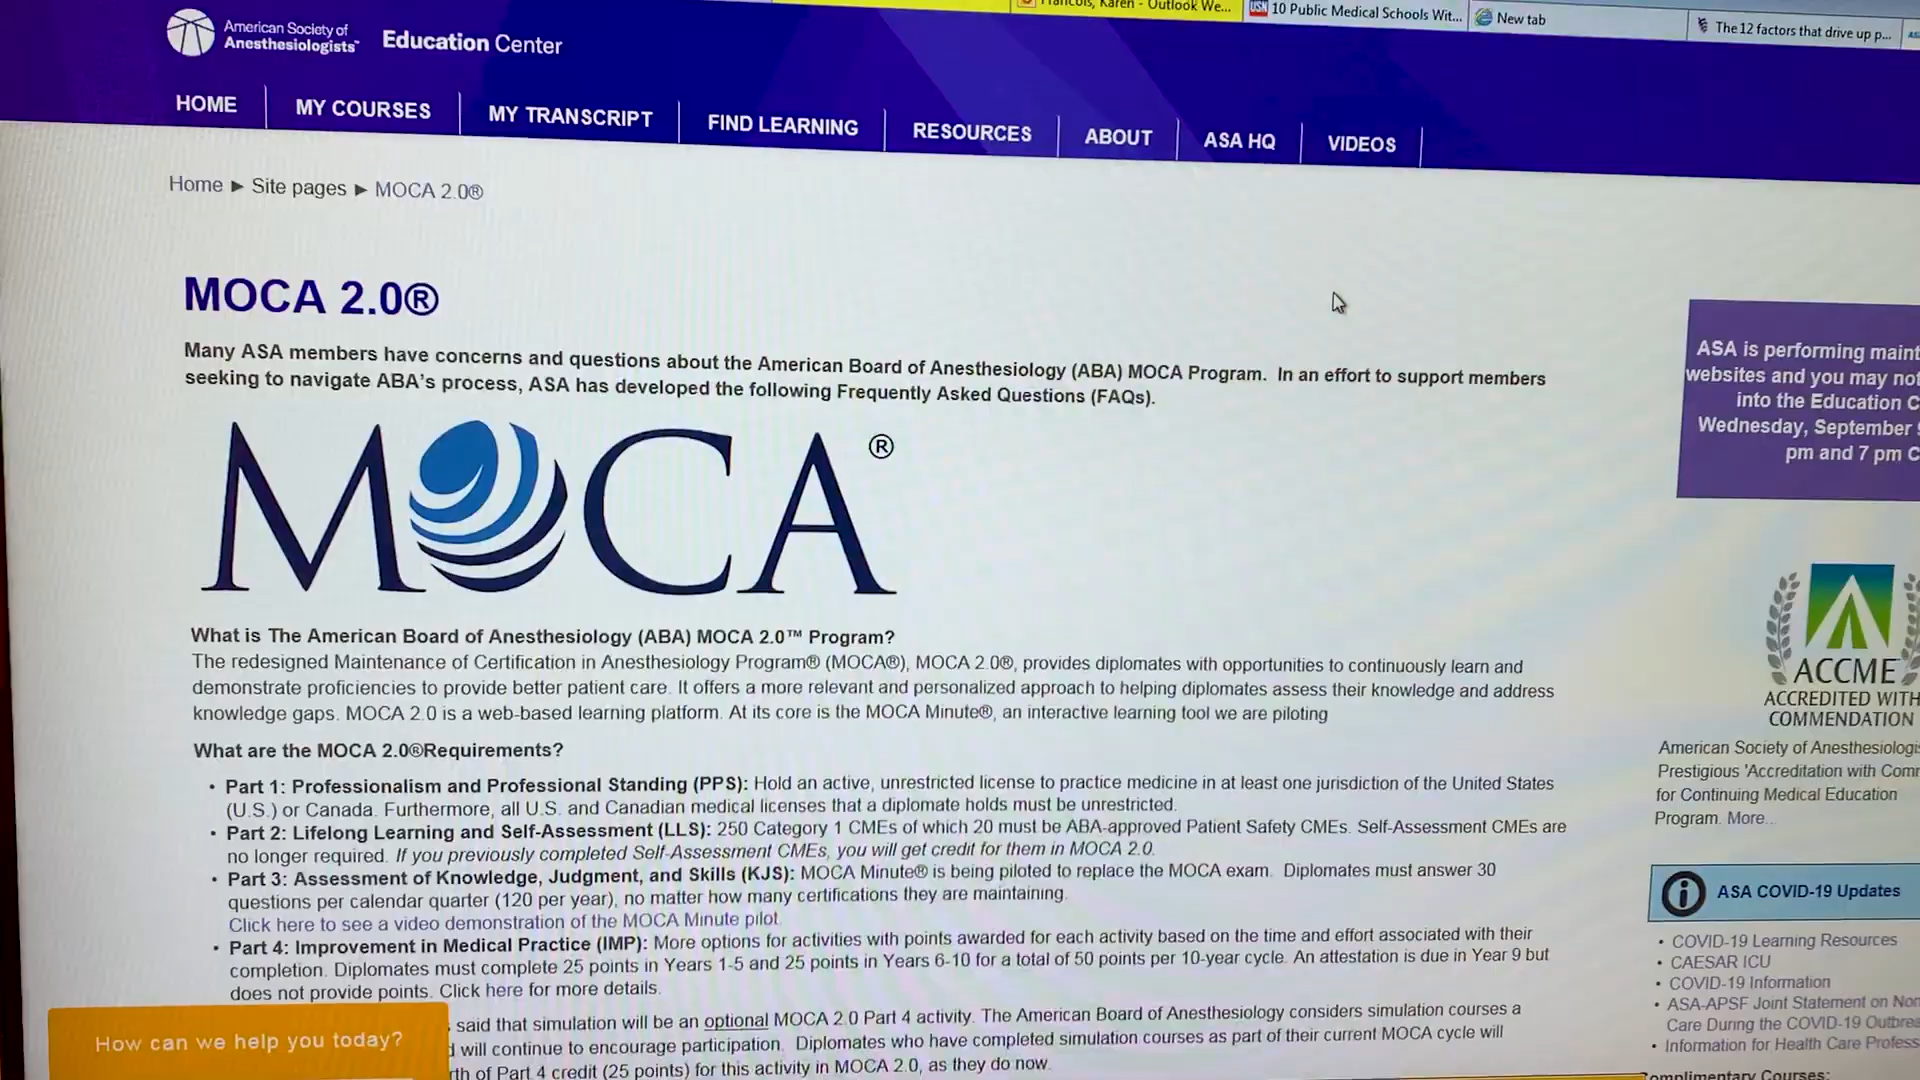 Francois, Karen - Outlook We...
10 Public Medical Schools Wit...
New tab
The 12 factors that drive up p...
American Society of
Anesthesiologists™
Education Center
HOME
MY COURSES
MY TRANSCRIPT
FIND LEARNING
RESOURCES
ABOUT
ASA HQ
VIDEOS
Home ► Site pages ► MOCA 2.0®
MOCA 2.0®
Many ASA members have concerns and questions about the American Board of Anesthesiology (ABA) MOCA Program. In an effort to support members
seeking to navigate ABA's process, ASA has developed the following Frequently Asked Questions (FAQs).
MOCA®
What is The American Board of Anesthesiology (ABA) MOCA 2.0™ Program?
The redesigned Maintenance of Certification in Anesthesiology Program® (MOCA®), MOCA 2.0®, provides diplomates with opportunities to continuously learn and
demonstrate proficiencies to provide better patient care. It offers a more relevant and personalized approach to helping diplomates assess their knowledge and address
knowledge gaps. MOCA 2.0 is a web-based learning platform. At its core is the MOCA Minute®, an interactive learning tool we are piloting
What are the MOCA 2.0®Requirements?
• Part 1: Professionalism and Professional Standing (PPS): Hold an active, unrestricted license to practice medicine in at least one jurisdiction of the United States
(U.S.) or Canada. Furthermore, all U.S. and Canadian medical licenses that a diplomate holds must be unrestricted.
• Part 2: Lifelong Learning and Self-Assessment (LLS): 250 Category 1 CMEs of which 20 must be ABA-approved Patient Safety CMEs. Self-Assessment CMEs are
no longer required. If you previously completed Self-Assessment CMEs, you will get credit for them in MOCA 2.0.
• Part 3: Assessment of Knowledge, Judgment, and Skills (KJS): MOCA Minute® is being piloted to replace the MOCA exam. Diplomates must answer 30
questions per calendar quarter (120 per year), no matter how many certifications they are maintaining.
Click here to see a video demonstration of the MOCA Minute pilot.
• Part 4: Improvement in Medical Practice (IMP): More options for activities with points awarded for each activity based on the time and effort associated with their
completion. Diplomates must complete 25 points in Years 1-5 and 25 points in Years 6-10 for a total of 50 points per 10-year cycle. An attestation is due in Year 9 but
does not provide points. Click here for more details.
said that simulation will be an optional MOCA 2.0 Part 4 activity. The American Board of Anesthesiology considers simulation courses a
will continue to encourage participation. Diplomates who have completed simulation courses as part of their current MOCA cycle will
of Part 4 credit (25 points) for this activity in MOCA 2.0, as they do now.
How can we help you today?
ASA is performing maint
websites and you may not
into the Education C
Wednesday, September
pm and 7 pm C
ACCME
ACCREDITED WITH
COMMENDATION
American Society of Anesthesiologis
Prestigious 'Accreditation with Comm
for Continuing Medical Education
Program. More...
ASA COVID-19 Updates
• COVID-19 Learning Resources
• CAESAR ICU
• COVID-19 Information
• ASA-APSF Joint Statement on Non
Care During the COVID-19 Outbrea
• Information for Health Care Profess
Complimentary Courses: